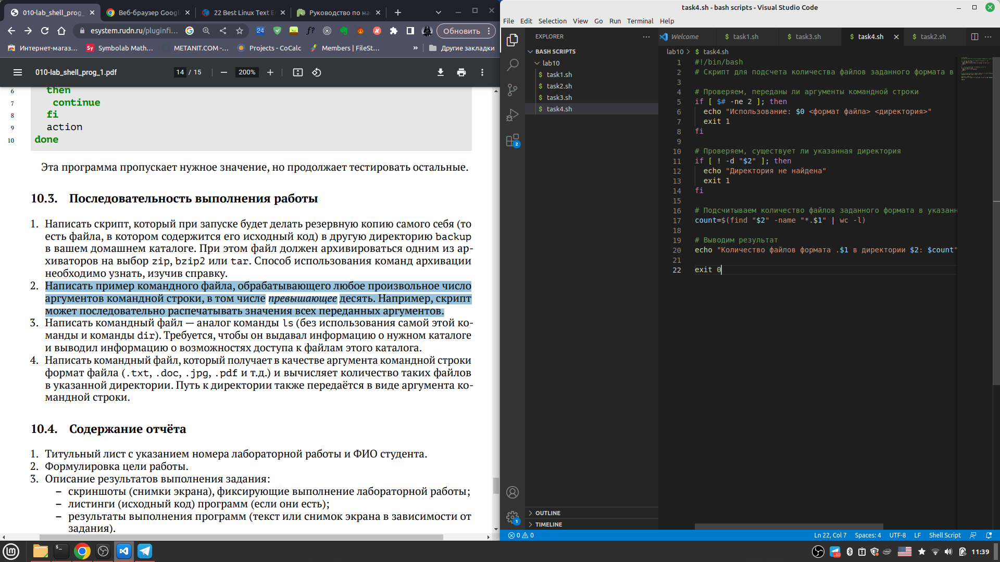 010-lab_shell_prog_
Веб-браузер Googl
22 Best Linux Text E
Руководство по на
esystem.rudn.ru/pluginfi...
24
f?
Обновить
Интернет-магаз...
Sy Symbolab Math...
METANIT.COM -...
Projects - CoCalc
Members | FileSt...
»
Другие закладки
010-lab_shell_prog_1.pdf
14 / 15
200%
6 then
7 continue
8 fi
9 action
10 done
Эта программа пропускает нужное значение, но продолжает тестировать остальные.
10.3. Последовательность выполнения работы
1. Написать скрипт, который при запуске будет делать резервную копию самого себя (то
есть файла, в котором содержится его исходный код) в другую директорию backup
в вашем домашнем каталоге. При этом файл должен архивироваться одним из ар-
хиваторов на выбор zip, bzip2 или tar. Способ использования команд архивации
необходимо узнать, изучив справку.
2. Написать пример командного файла, обрабатывающего любое произвольное число
аргументов командной строки, в том числе превышающее десять. Например, скрипт
может последовательно распечатывать значения всех переданных аргументов.
3. Написать командный файл — аналог команды ls (без использования самой этой ко-
манды и команды dir). Требуется, чтобы он выдавал информацию о нужном каталоге
и выводил информацию о возможностях доступа к файлам этого каталога.
4. Написать командный файл, который получает в качестве аргумента командной строки
формат файла (.txt, .doc, .jpg, .pdf и т.д.) и вычисляет количество таких файлов
в указанной директории. Путь к директории также передаётся в виде аргумента ко-
мандной строки.
10.4. Содержание отчёта
1. Титульный лист с указанием номера лабораторной работы и ФИО студента.
2. Формулировка цели работы.
3. Описание результатов выполнения задания:
– скриншоты (снимки экрана), фиксирующие выполнение лабораторной работы;
– листинги (исходный код) программ (если они есть);
– результаты выполнения программ (текст или снимок экрана в зависимости от
задания).
task4.sh - bash scripts - Visual Studio Code
File Edit Selection View Go Run Terminal Help
EXPLORER
BASH SCRIPTS
lab10
$ task1.sh
$ task2.sh
$ task3.sh
$ task4.sh
2
1
OUTLINE
TIMELINE
Welcome
$ task1.sh
$ task3.sh
$ task4.sh
$ task2.sh
lab10 > $ task4.sh
1 #!/bin/bash
2 # Скрипт для подсчета количества файлов заданного формата в
3
4 # Проверяем, переданы ли аргументы командной строки
5 if [ $# -ne 2 ]; then
6 echo "Использование: $0 <формат файла> <директория>"
7 exit 1
8 fi
9
10 # Проверяем, существует ли указанная директория
11 if [ ! -d "$2" ]; then
12 echo "Директория не найдена"
13 exit 1
14 fi
15
16 # Подсчитываем количество файлов заданного формата в указанн
17 count=$(find "$2" -name "*.$1" | wc -l)
18
19 # Выводим результат
20 echo "Количество файлов формата .$1 в директории $2: $count"
21
22 exit 0
0 0
Ln 22, Col 7 Spaces: 4 UTF-8 LF Shell Script
11:39